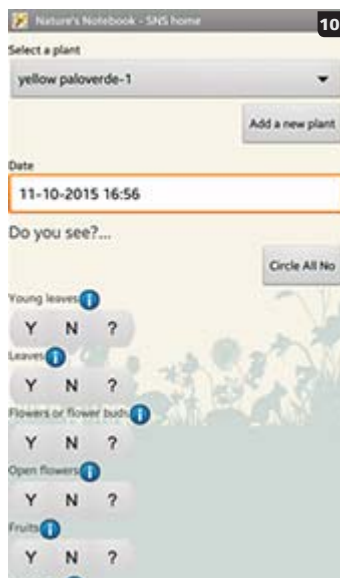 Nature's Notebook - SNS home
10
Select a plant
yellow paloverde-1
Add a new plant
Date
11-10-2015 16:56
Do you see?...
Circle All No
Young leaves
Y N ?
Leaves
Y N ?
Flowers or flower buds
Y N ?
Open flowers
Y N ?
Fruits
Y N ?